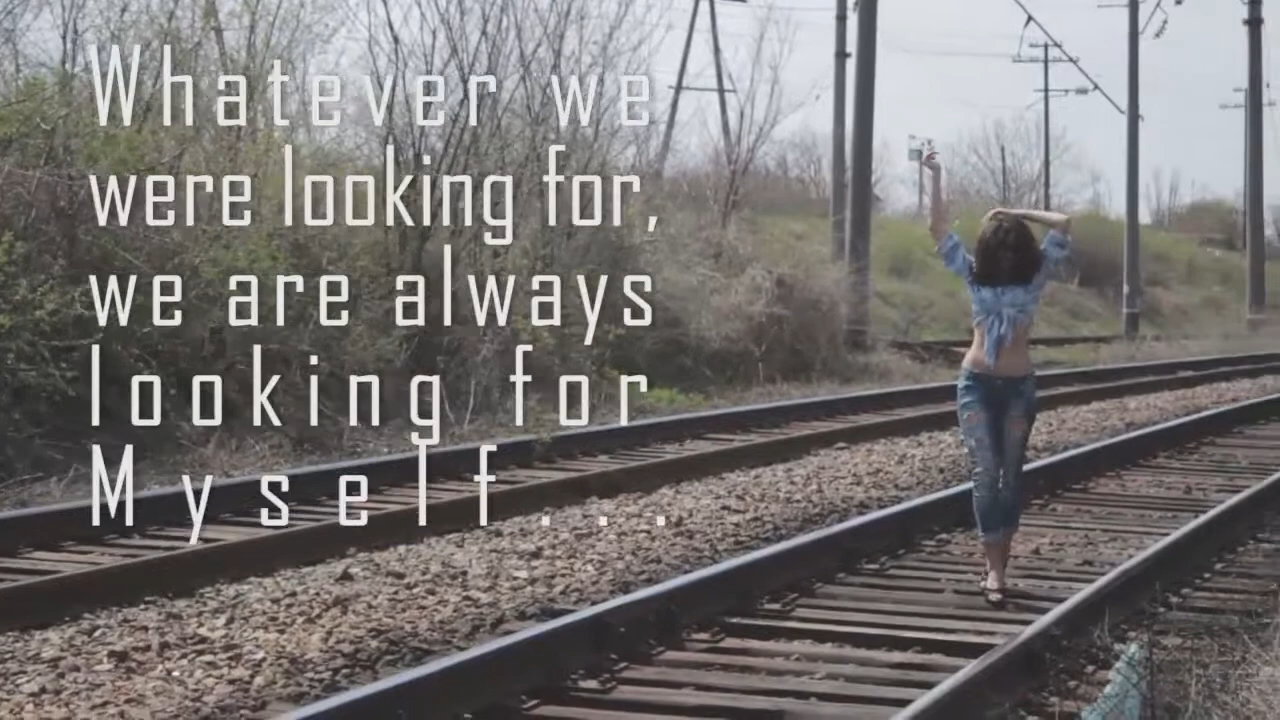 Whatever we
were looking for,
we are always
looking for
Myself...